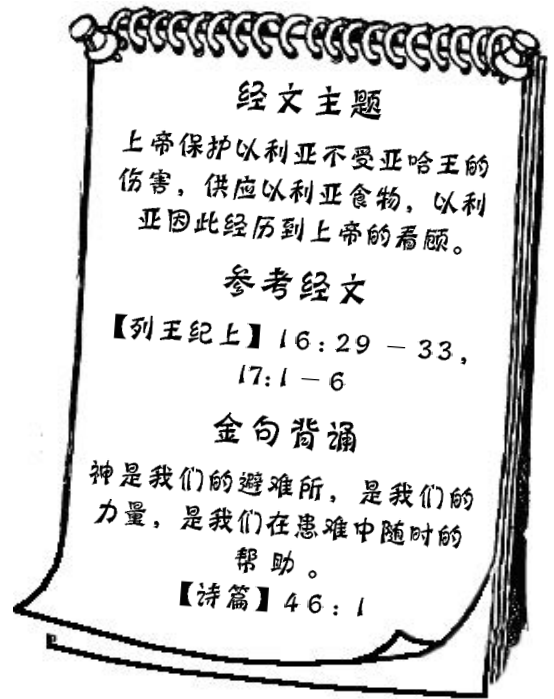 经文主题
上帝保护以利亚不受亚哈王的
伤害，供应以利亚食物，以利
亚因此经历到上帝的看顾。
参考经文
【列王纪上】16:29－33，
17:1－6
金句背诵
神是我们的避难所，是我们的
力量，是我们在患难中随时的
帮助。
【诗篇】46:1